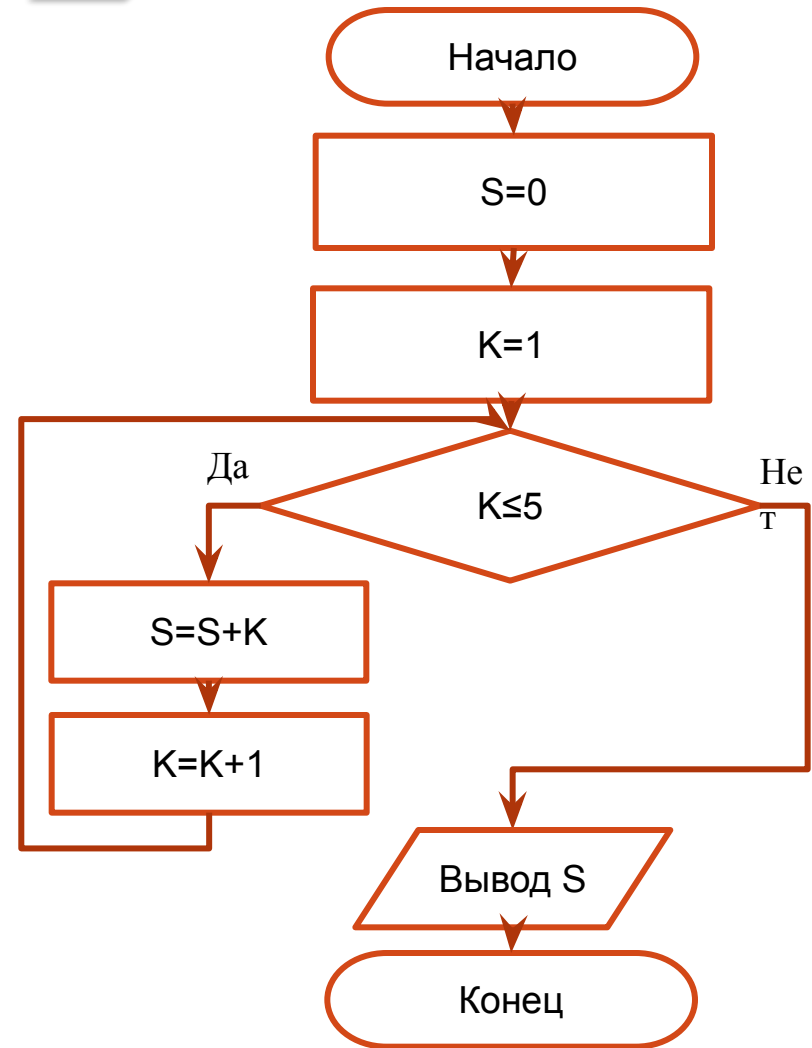 Начало
S=0
K=1
Да
Не
т
K≤5
S=S+K
K=K+1
Вывод S
Конец